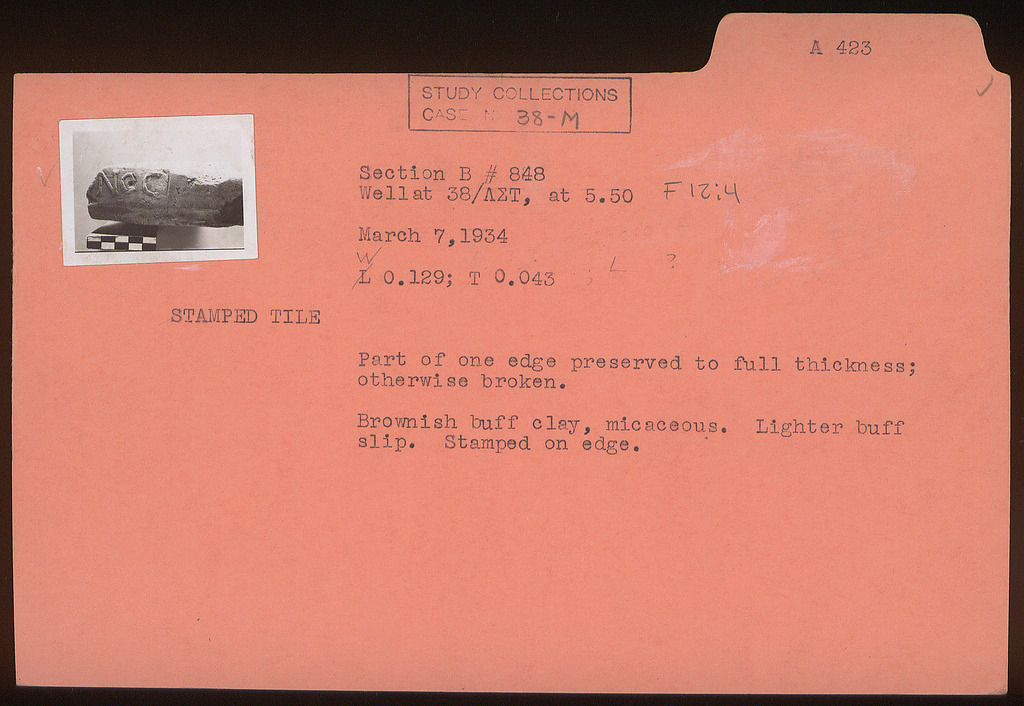 A 423
STUDY COLLECTIONS
CASE N 38-M
Section B # 848
Wellat 38/ΛΣΤ, at 5.50 F 12:4
March 7,1934
W
L 0.129; T 0.043 ; L ?
STAMPED TILE
Part of one edge preserved to full thickness;
otherwise broken.
Brownish buff clay, micaceous. Lighter buff
slip. Stamped on edge.